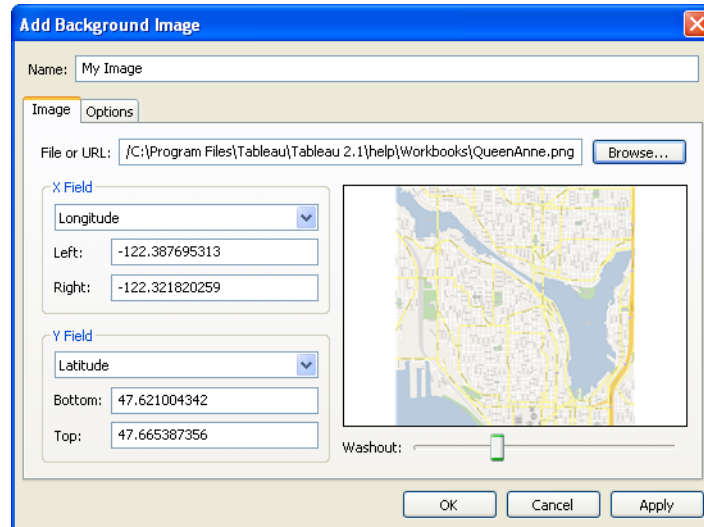 Add Background Image
Name: My Image
Image Options
File or URL: /C:\Program Files\Tableau\Tableau 2.1\help\Workbooks\QueenAnne.png Browse...
X Field
Longitude
Left: -122.387695313
Right: -122.321820259
Y Field
Latitude
Bottom: 47.621004342
Top: 47.665387356
Washout:
OK Cancel Apply